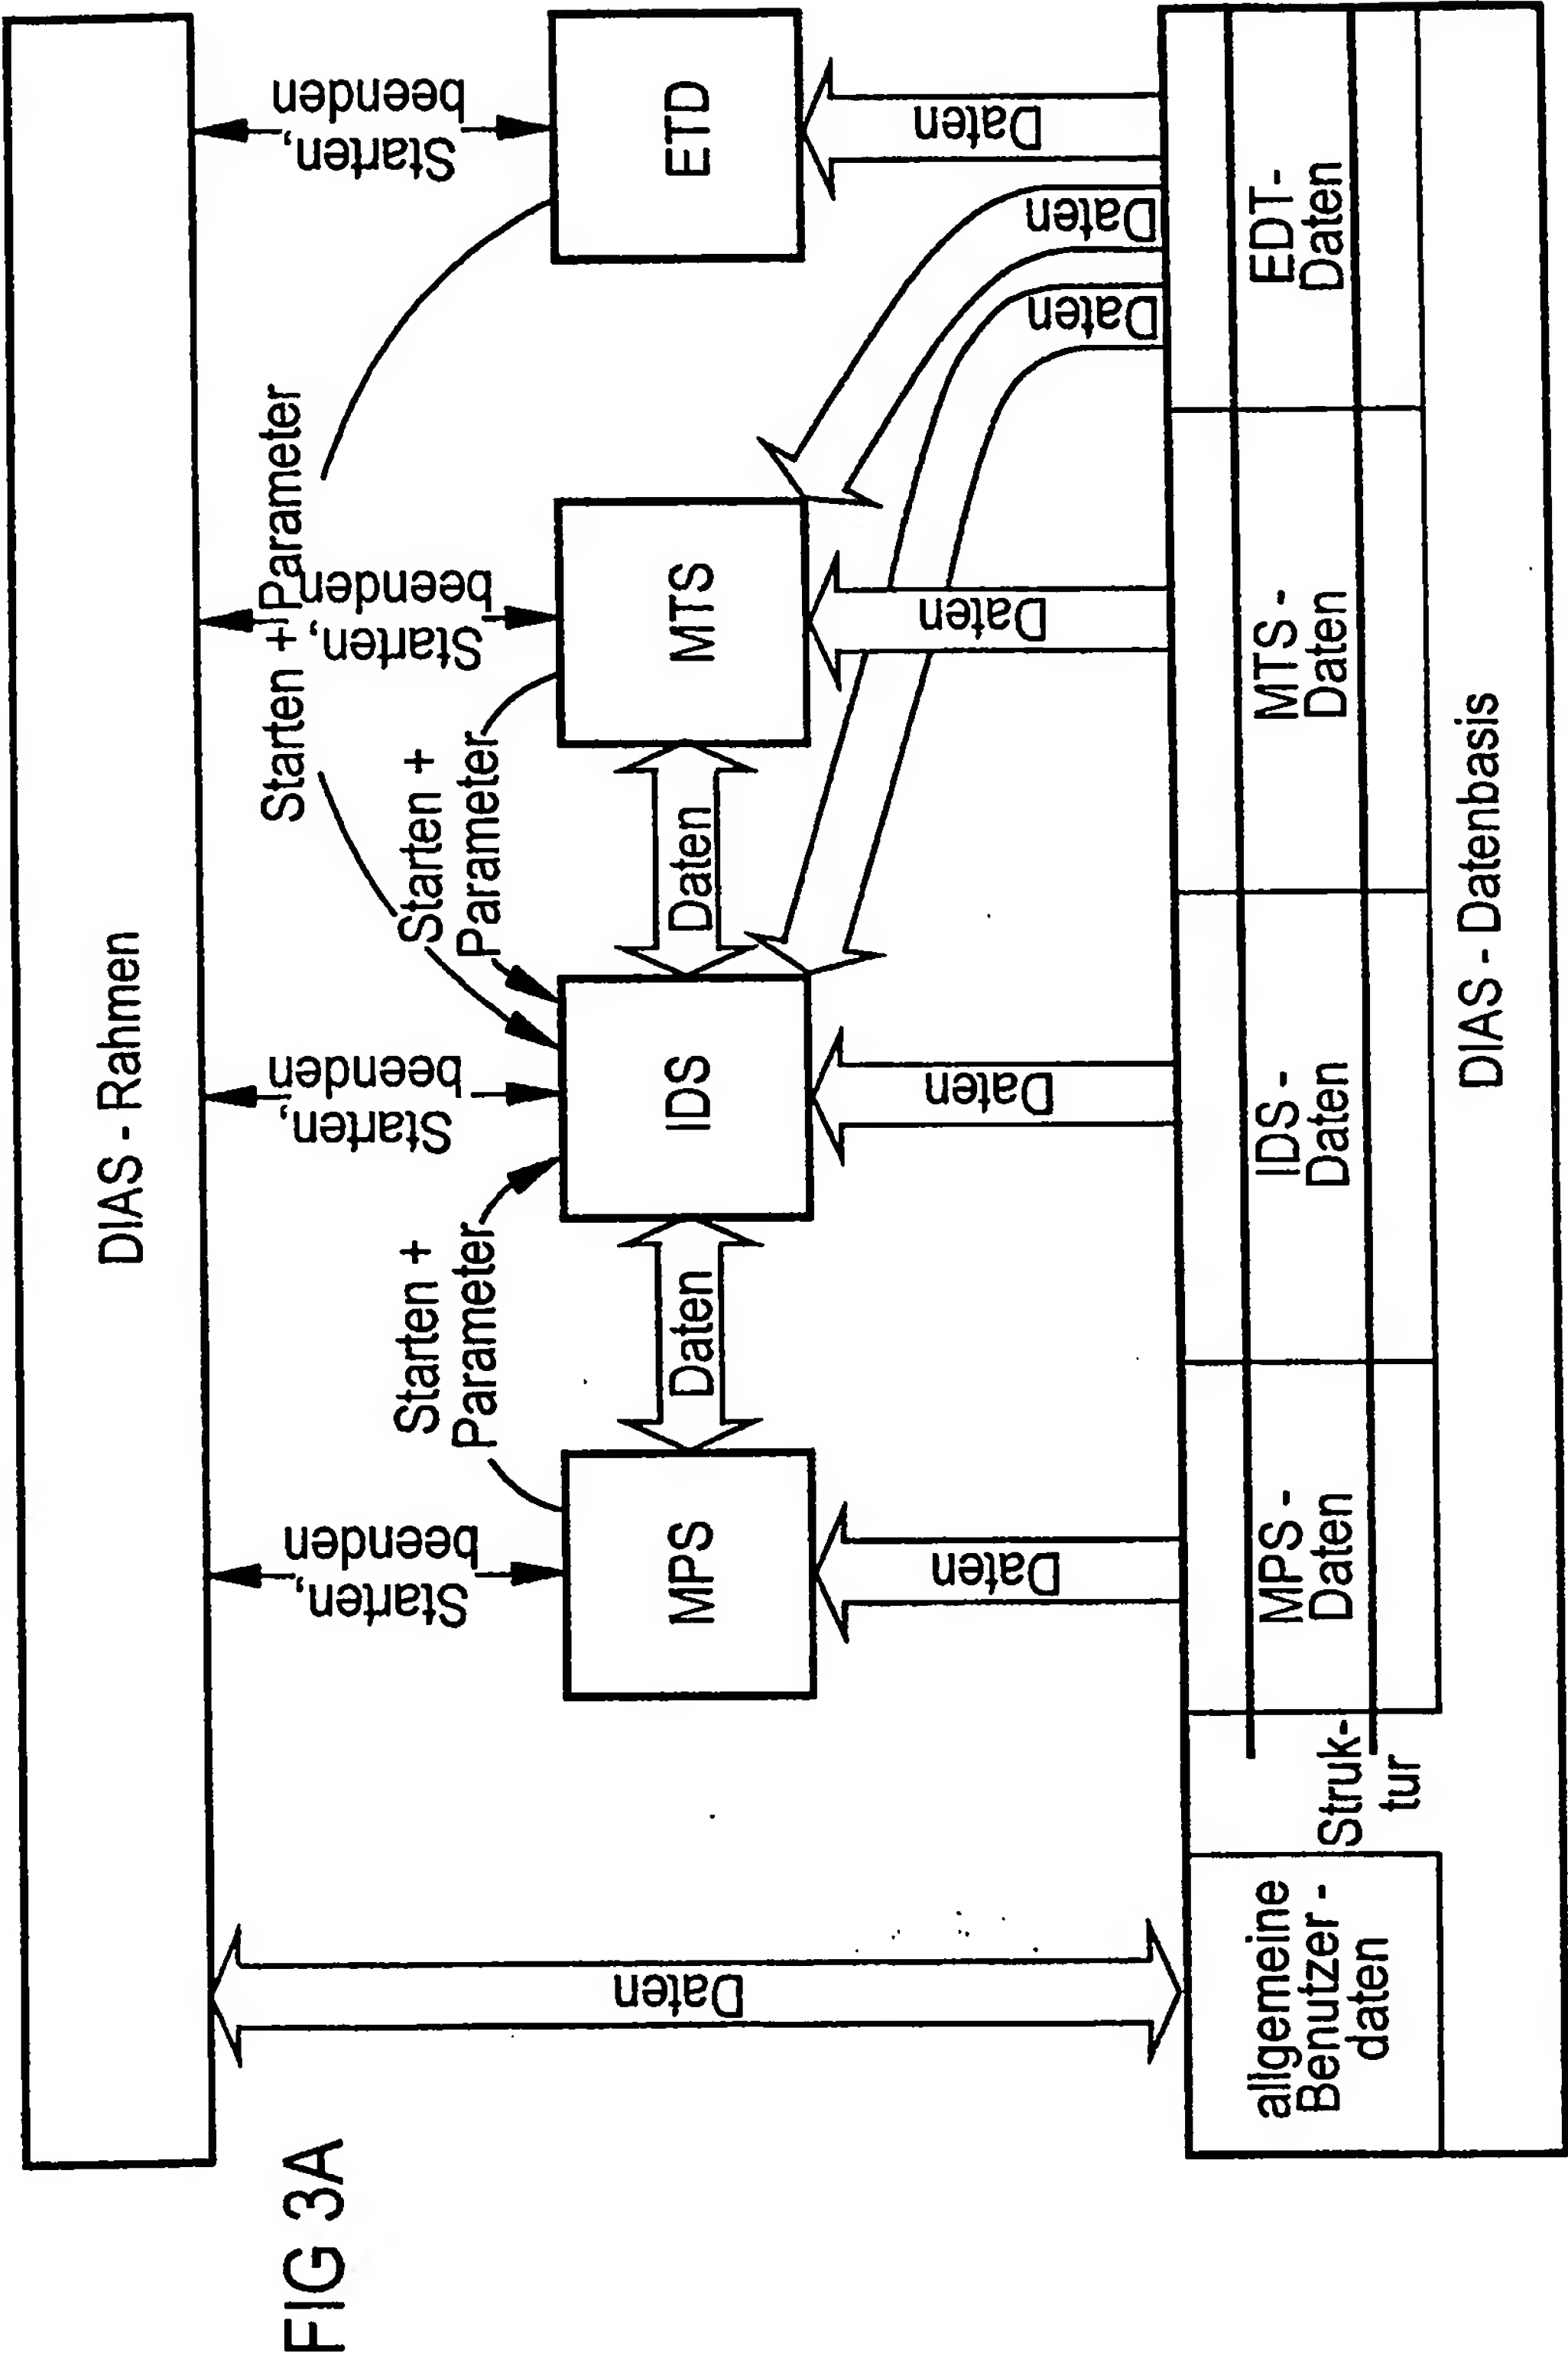 FIG 3A
DIAS - Rahmen
Daten
Starten,
beenden
Starten,
beenden
Starten,
beenden
Starten,
beenden
Starten + Parameter
Starten +
Parameter
Starten +
Parameter
MPS
Daten
IDS
Daten
MTS
ETD
Daten
Daten
Daten
Daten
Daten
Daten
allgemeine
Benutzer -
daten
Struk-
tur
MPS -
Daten
IDS -
Daten
MTS -
Daten
EDT-
Daten
DIAS - Datenbasis